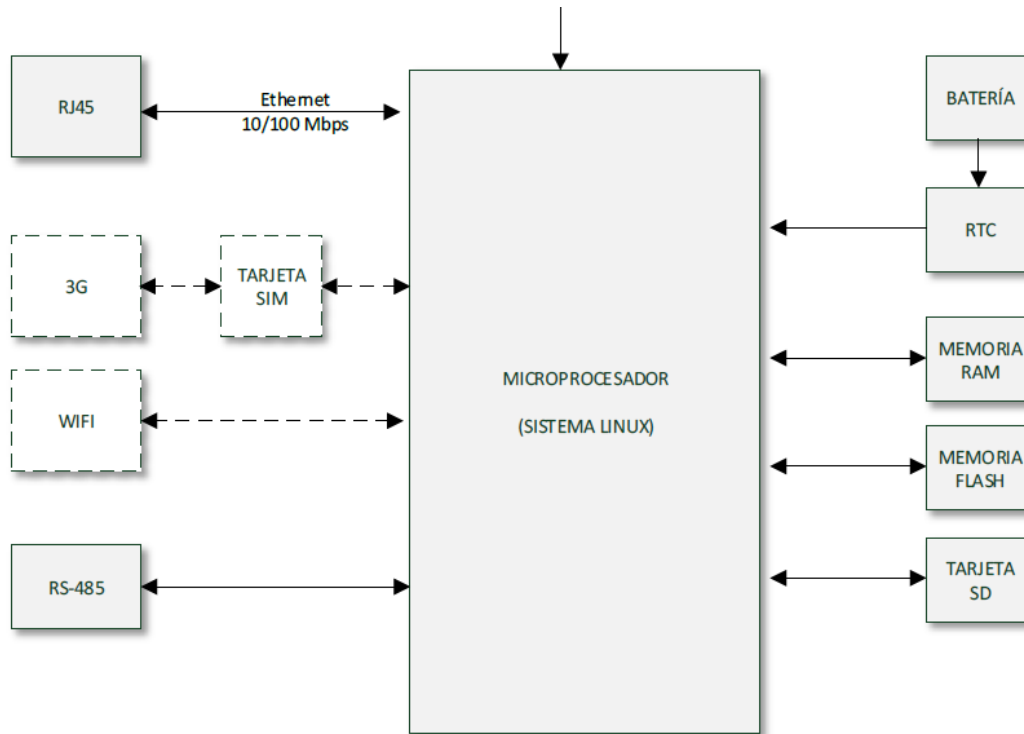 RJ45
Ethernet
10/100 Mbps
BATERÍA
RTC
3G
TARJETA
SIM
MEMORIA
RAM
MICROPROCESADOR
(SISTEMA LINUX)
WIFI
MEMORIA
FLASH
RS-485
TARJETA
SD